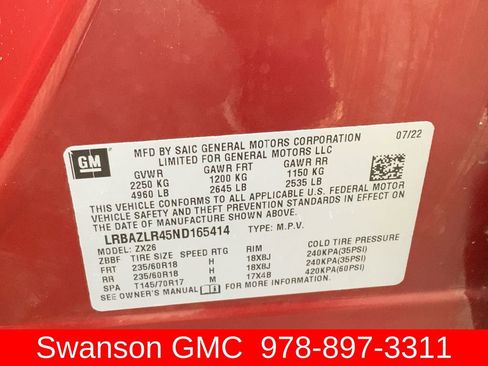 GM
MFD BY SAIC GENERAL MOTORS CORPORATION
LIMITED FOR GENERAL MOTORS LLC
07/22
GVWR GAWR FRT GAWR RR
2250 KG 1200 KG 1150 KG
4960 LB 2645 LB 2535 LB
THIS VEHICLE CONFORMS TO ALL APPLICABLE U.S. FEDERAL MOTOR
VEHICLE SAFETY AND THEFT PREVENTION STANDARDS IN EFFECT ON
THE DATE OF MANUFACTURE SHOWN ABOVE.
LRBAZLR45ND165414 TYPE: M.P.V.
MODEL: ZX26
ZBBF TIRE SIZE SPEED RTG RIM COLD TIRE PRESSURE
FRT 235/60R18 H 18X8J 240KPA(35PSI)
RR 235/60R18 H 18X8J 240KPA(35PSI)
SPA T145/70R17 M 17X4B 420KPA(60PSI)
SEE OWNER'S MANUAL FOR ADDITIONAL INFORMATION.
Swanson GMC 978-897-3311